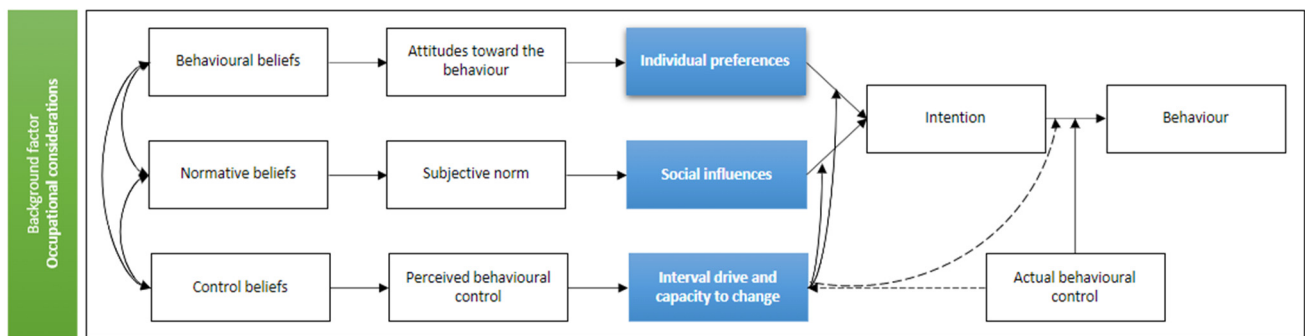 Background factor
Occupational considerations
Behavioural beliefs
Attitudes toward the
behaviour
Individual preferences
Intention
Behaviour
Normative beliefs
Subjective norm
Social influences
Control beliefs
Perceived behavioural
control
Interval drive and
capacity to change
Actual behavioural
control